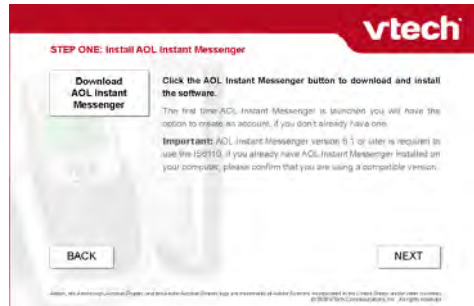 vtech
STEP ONE: Install AOL Instant Messenger
Download
AOL Instant
Messenger
Click the AOL Instant Messenger button to download and install
the software.
The first time AOL Instant Messenger is launched you will have the
option to create an account, if you don't already have one.
Important: AOL Instant Messenger version 6.1 or later is required to
use the IS6110. If you already have AOL Instant Messenger installed on
your computer, please confirm that you are using a compatible version.
BACK
NEXT